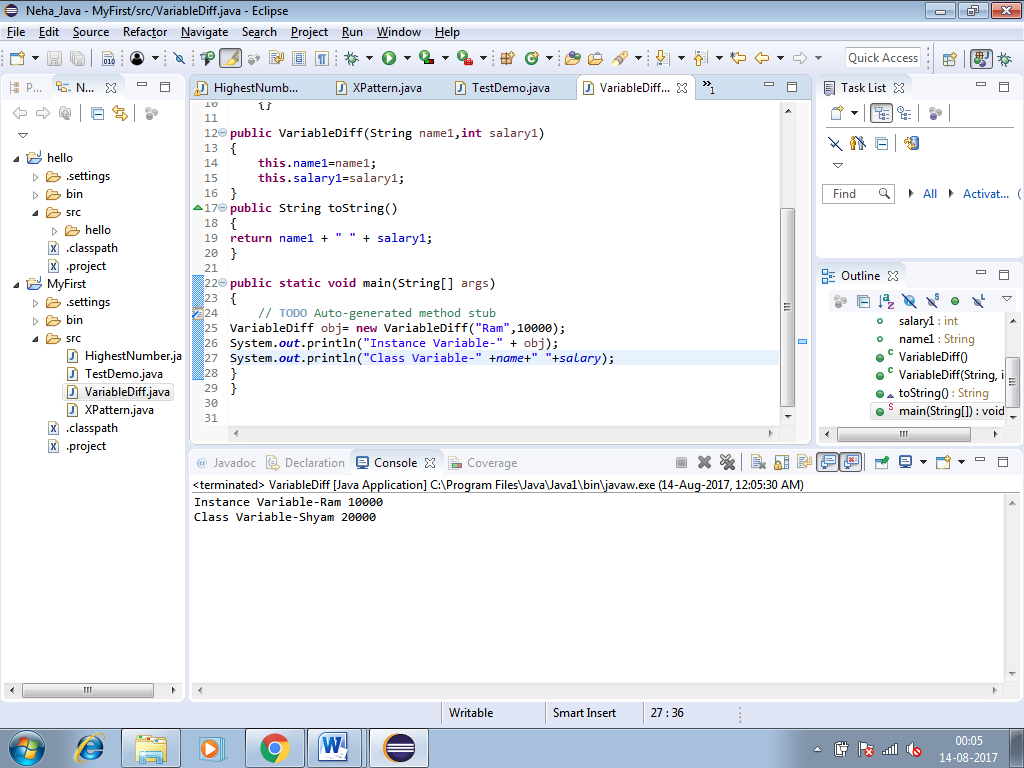 Neha_Java - MyFirst/src/VariableDiff.java - Eclipse
File Edit Source Refactor Navigate Search Project Run Window Help
Quick Access
P... N...
HighestNumb... XPattern.java TestDemo.java VariableDiff... »1
Task List
hello
.settings
bin
src
hello
.classpath
.project
MyFirst
.settings
bin
src
HighestNumber.ja
TestDemo.java
VariableDiff.java
XPattern.java
.classpath
.project
10 {}
11
12 public VariableDiff(String name1,int salary1)
13 {
14 this.name1=name1;
15 this.salary1=salary1;
16 }
17 public String toString()
18 {
19 return name1 + " " + salary1;
20 }
21
22 public static void main(String[] args)
23 {
24 // TODO Auto-generated method stub
25 VariableDiff obj= new VariableDiff("Ram",10000);
26 System.out.println("Instance Variable-" + obj);
27 System.out.println("Class Variable-" +name+" "+salary);
28 }
29 }
30
31
Find All Activat...
Outline
salary1 : int
name1 : String
VariableDiff()
VariableDiff(String, i
toString() : String
main(String[]) : void
@ Javadoc Declaration Console Coverage
<terminated> VariableDiff [Java Application] C:\Program Files\Java\Java1\bin\javaw.exe (14-Aug-2017, 12:05:30 AM)
Instance Variable-Ram 10000
Class Variable-Shyam 20000
Writable Smart Insert 27 : 36
00:05
14-08-2017